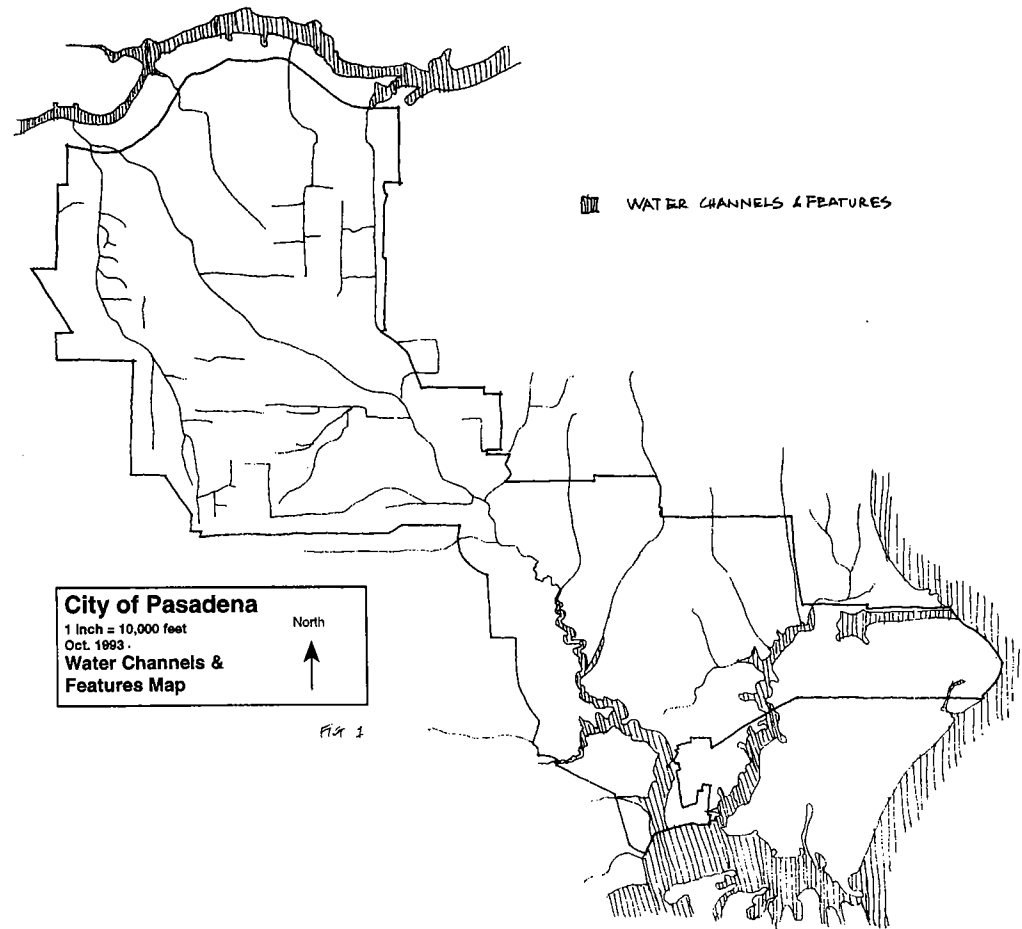 WATER CHANNELS & FEATURES
City of Pasadena
1 inch = 10,000 feet
Oct. 1993
Water Channels &
Features Map
North
FIG 1